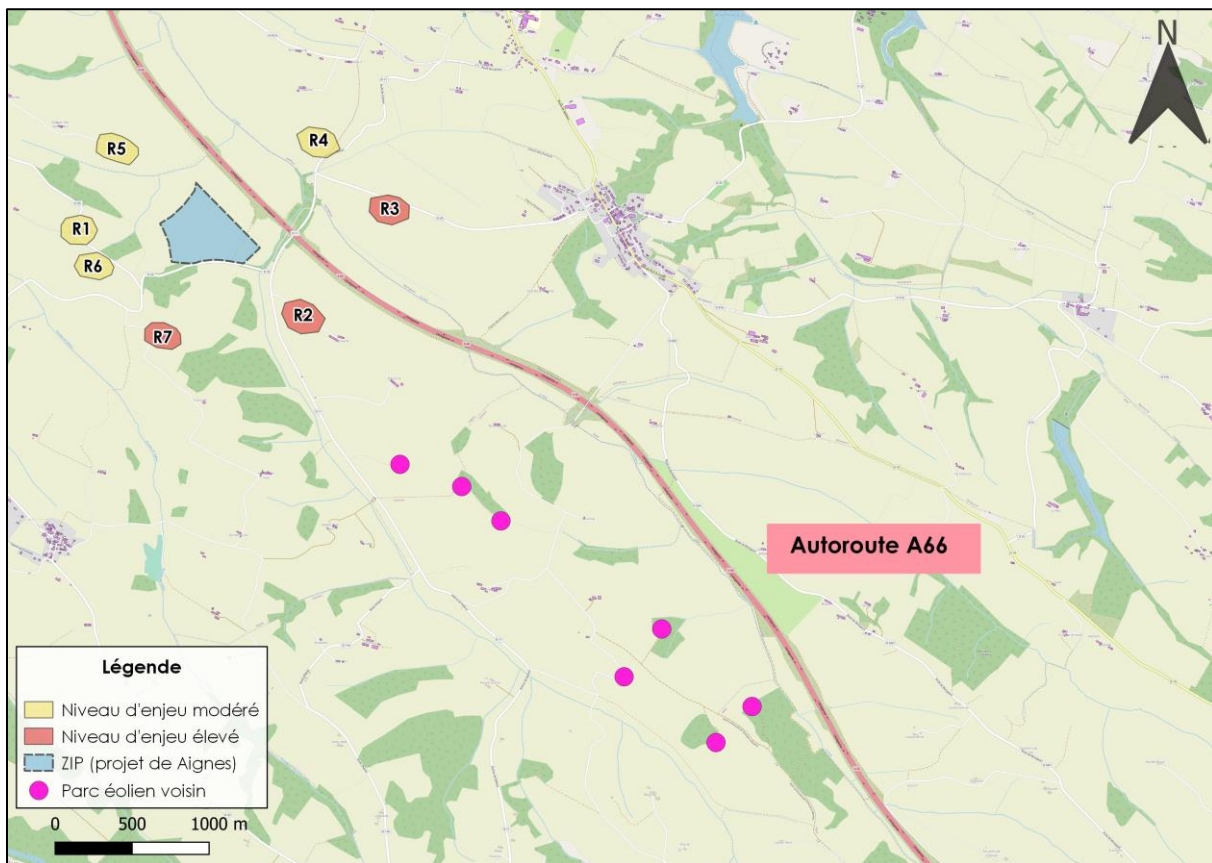 N
R4
R5
R3
R1
R6
R2
R7
Autoroute A66
Légende
Niveau d'enjeu modéré
Niveau d'enjeu élevé
ZIP (projet de Aignes)
Parc éolien voisin
0 500 1000 m